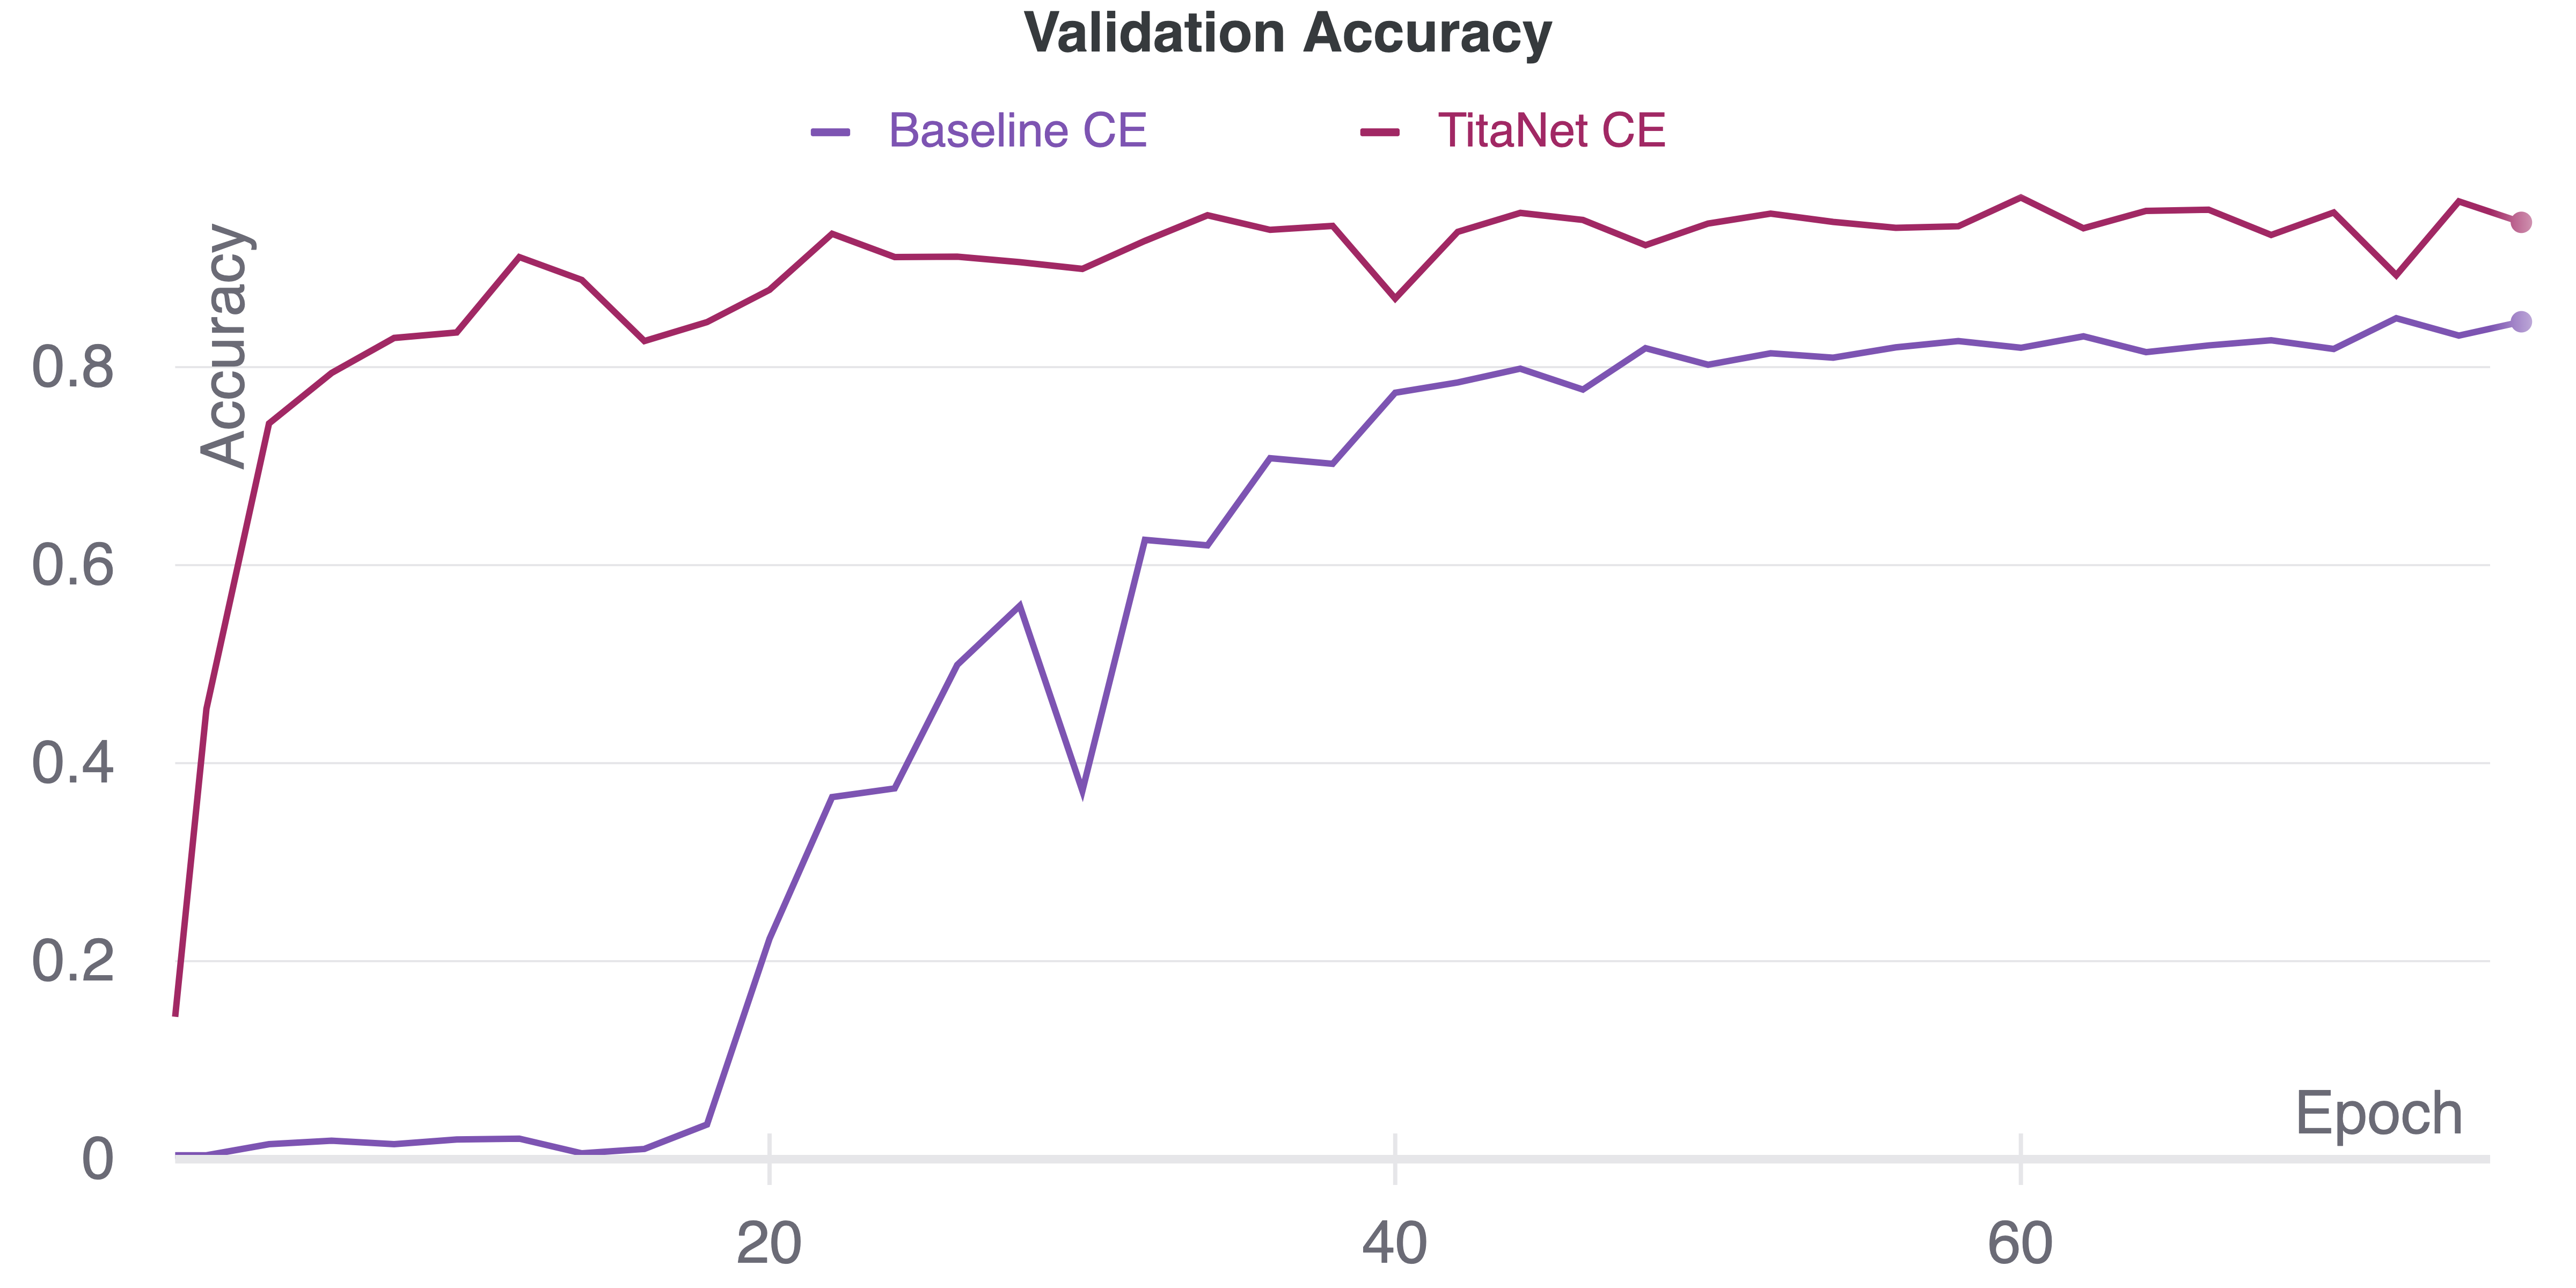 Validation Accuracy
Baseline CE
TitaNet CE
Accuracy
0.8
0.6
0.4
0.2
0
Epoch
20
40
60